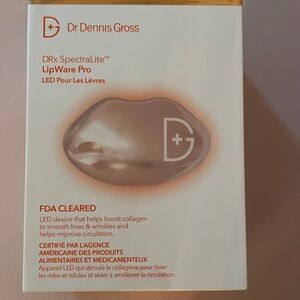 Dr Dennis Gross
DRx SpectraLite™
LipWare Pro
LED Pour Les Lèvres
FDA CLEARED
LED device that helps boost collagen
to smooth lines & wrinkles and
helps improve circulation.
CERTIFIÉ PAR L'AGENCE
AMÉRICAINE DES PRODUITS
ALIMENTAIRES ET MEDICAMENTEUX
Appareil LED qui stimule le collagène pour lisser
les rides et ridules et aider à améliorer la circulation.